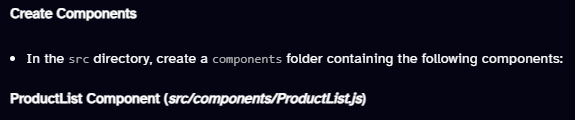 Create Components
• In the src directory, create a components folder containing the following components:
ProductList Component (src/components/ProductList.js)